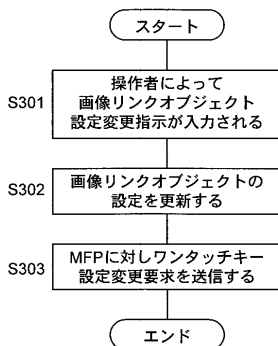 スタート
S301
操作者によって
画像リンクオブジェクト
設定変更指示が入力される
S302
画像リンクオブジェクトの
設定を更新する
S303
MFPに対しワンタッチキー
設定変更要求を送信する
エンド